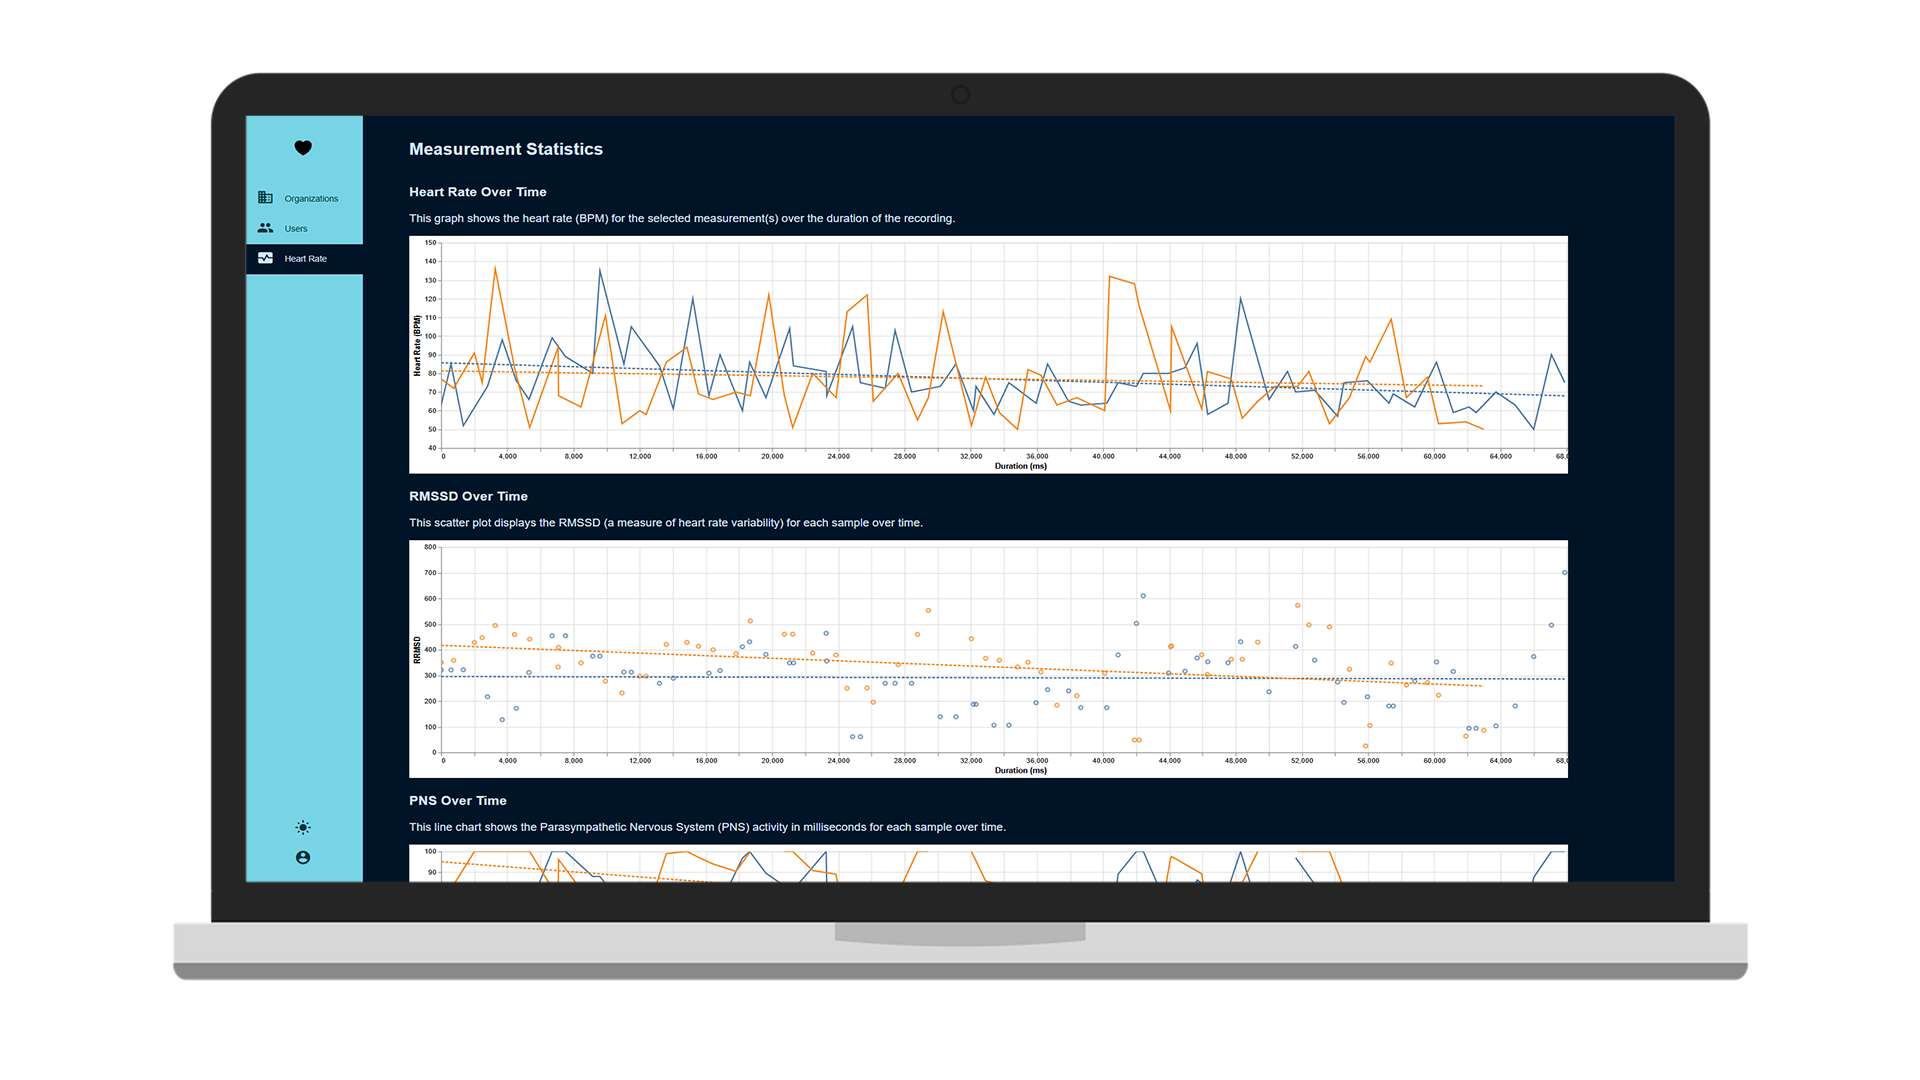 Organizations
Users
Heart Rate
Measurement Statistics
Heart Rate Over Time
This graph shows the heart rate (BPM) for the selected measurement(s) over the duration of the recording.
150
140
130
120
110
100
90
80
70
60
50
40
Heart Rate (BPM)
0 4,000 8,000 12,000 16,000 20,000 24,000 28,000 32,000 36,000 40,000 44,000 48,000 52,000 56,000 60,000 64,000 68,0
Duration (ms)
RMSSD Over Time
This scatter plot displays the RMSSD (a measure of heart rate variability) for each sample over time.
800
700
600
500
400
300
200
100
0
RRMSD
0 4,000 8,000 12,000 16,000 20,000 24,000 28,000 32,000 36,000 40,000 44,000 48,000 52,000 56,000 60,000 64,000 68,0
Duration (ms)
PNS Over Time
This line chart shows the Parasympathetic Nervous System (PNS) activity in milliseconds for each sample over time.
100
90